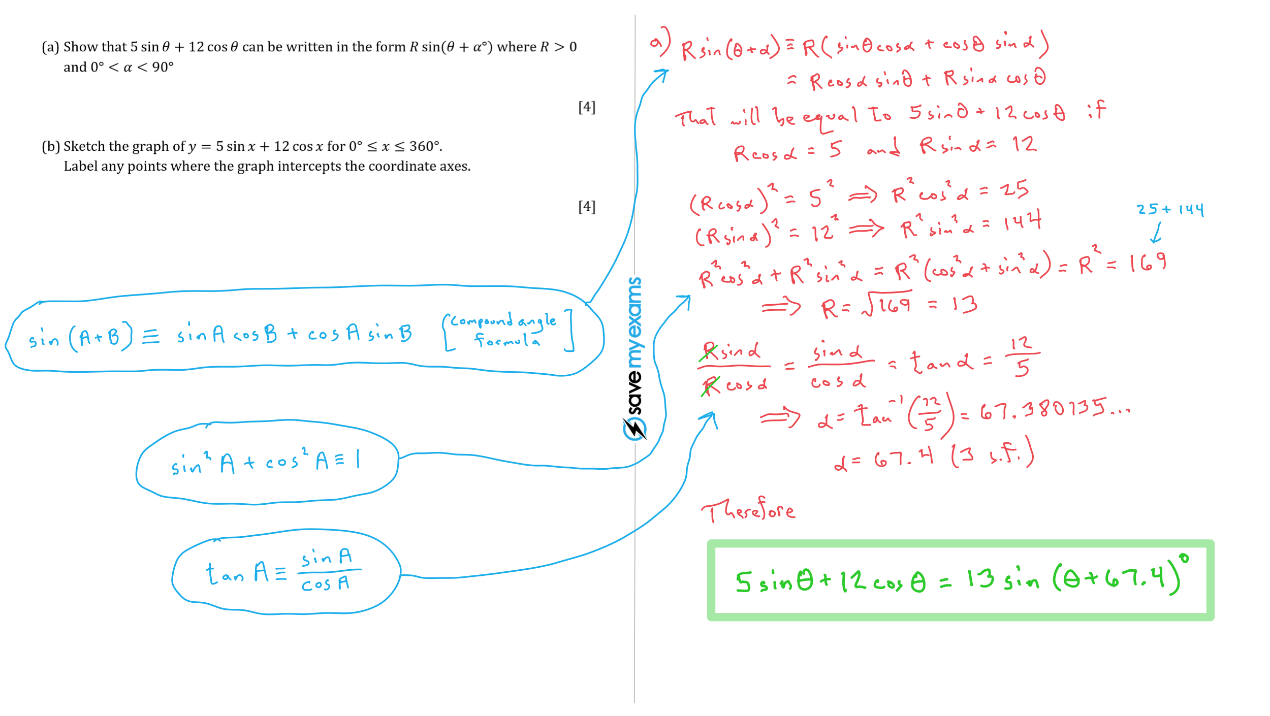 (a) Show that 5 sin θ + 12 cos θ can be written in the form R sin(θ + α°) where R > 0
and 0° < α < 90°
[4]
(b) Sketch the graph of y = 5 sin x + 12 cos x for 0° ≤ x ≤ 360°.
Label any points where the graph intercepts the coordinate axes.
[4]
sin (A+B) ≡ sin A cos B + cos A sin B [Compound angle
formula]
sin² A + cos² A ≡ 1
tan A ≡ sin A / cos A
save my exams
a) R sin (θ+α) ≡ R ( sin θ cos α + cos θ sin α )
= R cos α sin θ + R sin α cos θ
That will be equal to 5 sin θ + 12 cos θ if
R cos α = 5 and R sin α = 12
(R cos α)² = 5² ⟹ R² cos² α = 25
(R sin α)² = 12² ⟹ R² sin² α = 144
25 + 144
R² cos² α + R² sin² α = R² (cos² α + sin² α) = R² = 169
⟹ R = √169 = 13
R sin α / R cos α = sin α / cos α = tan α = 12/5
⟹ α = tan⁻¹ (12/5) = 67.380135...
α = 67.4 (3 s.f.)
Therefore
5 sin θ + 12 cos θ = 13 sin (θ + 67.4)°